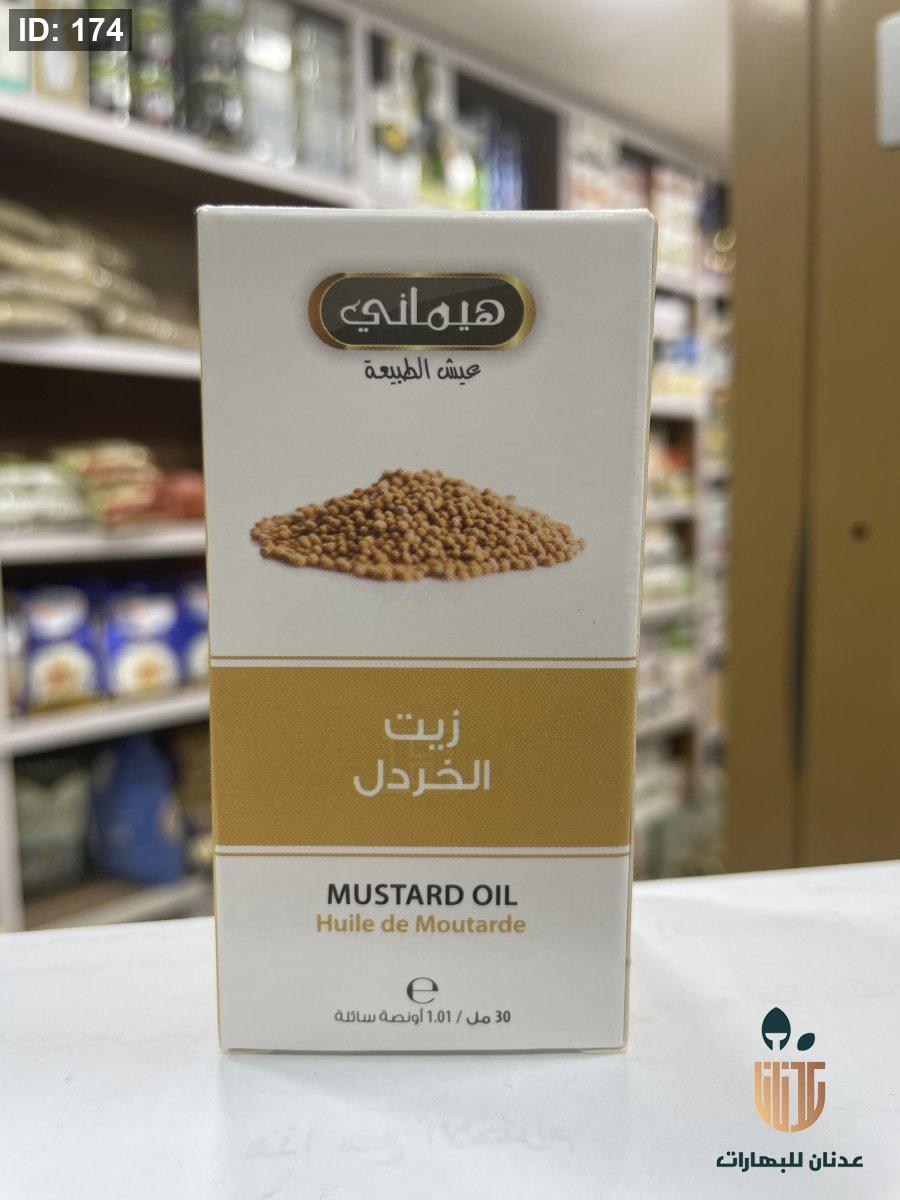 ID: 174
هيماني
عيش الطبيعة
زيت
الخردل
MUSTARD OIL
Huile de Moutarde
℮
30 مل / 1.01 أونصة سائلة
عدنان
عدنان للبهارات